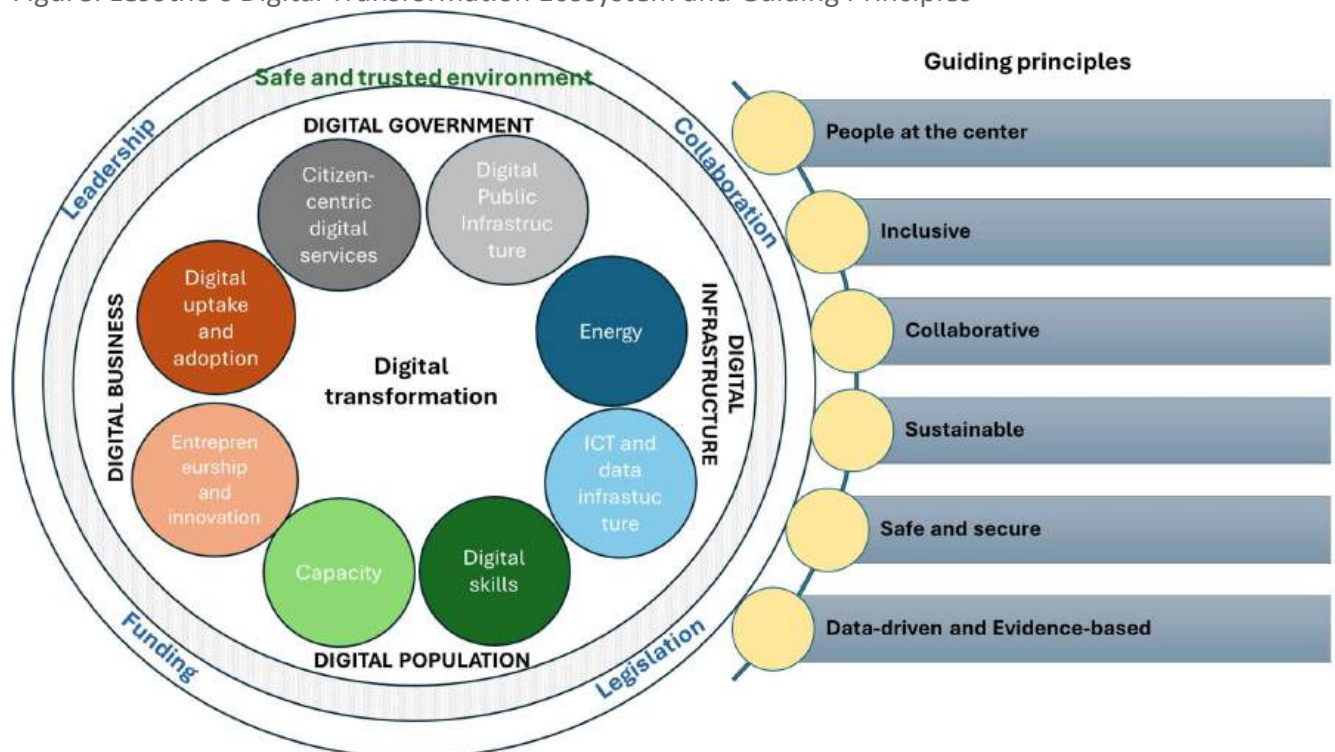 Figure: Lesotho's Digital Transformation Ecosystem and Guiding Principles
Guiding principles
Safe and trusted environment
Leadership
Collaboration
DIGITAL GOVERNMENT
Citizen-
centric
digital
services
Digital
Public
Infrastruc
ture
Digital
uptake
and
adoption
Energy
DIGITAL BUSINESS
DIGITAL
INFRASTRUCTURE
Digital
transformation
Entrepren
eurship
and
innovation
ICT and
data
infrastuc
ture
Capacity
Digital
skills
DIGITAL POPULATION
Funding
Legislation
People at the center
Inclusive
Collaborative
Sustainable
Safe and secure
Data-driven and Evidence-based